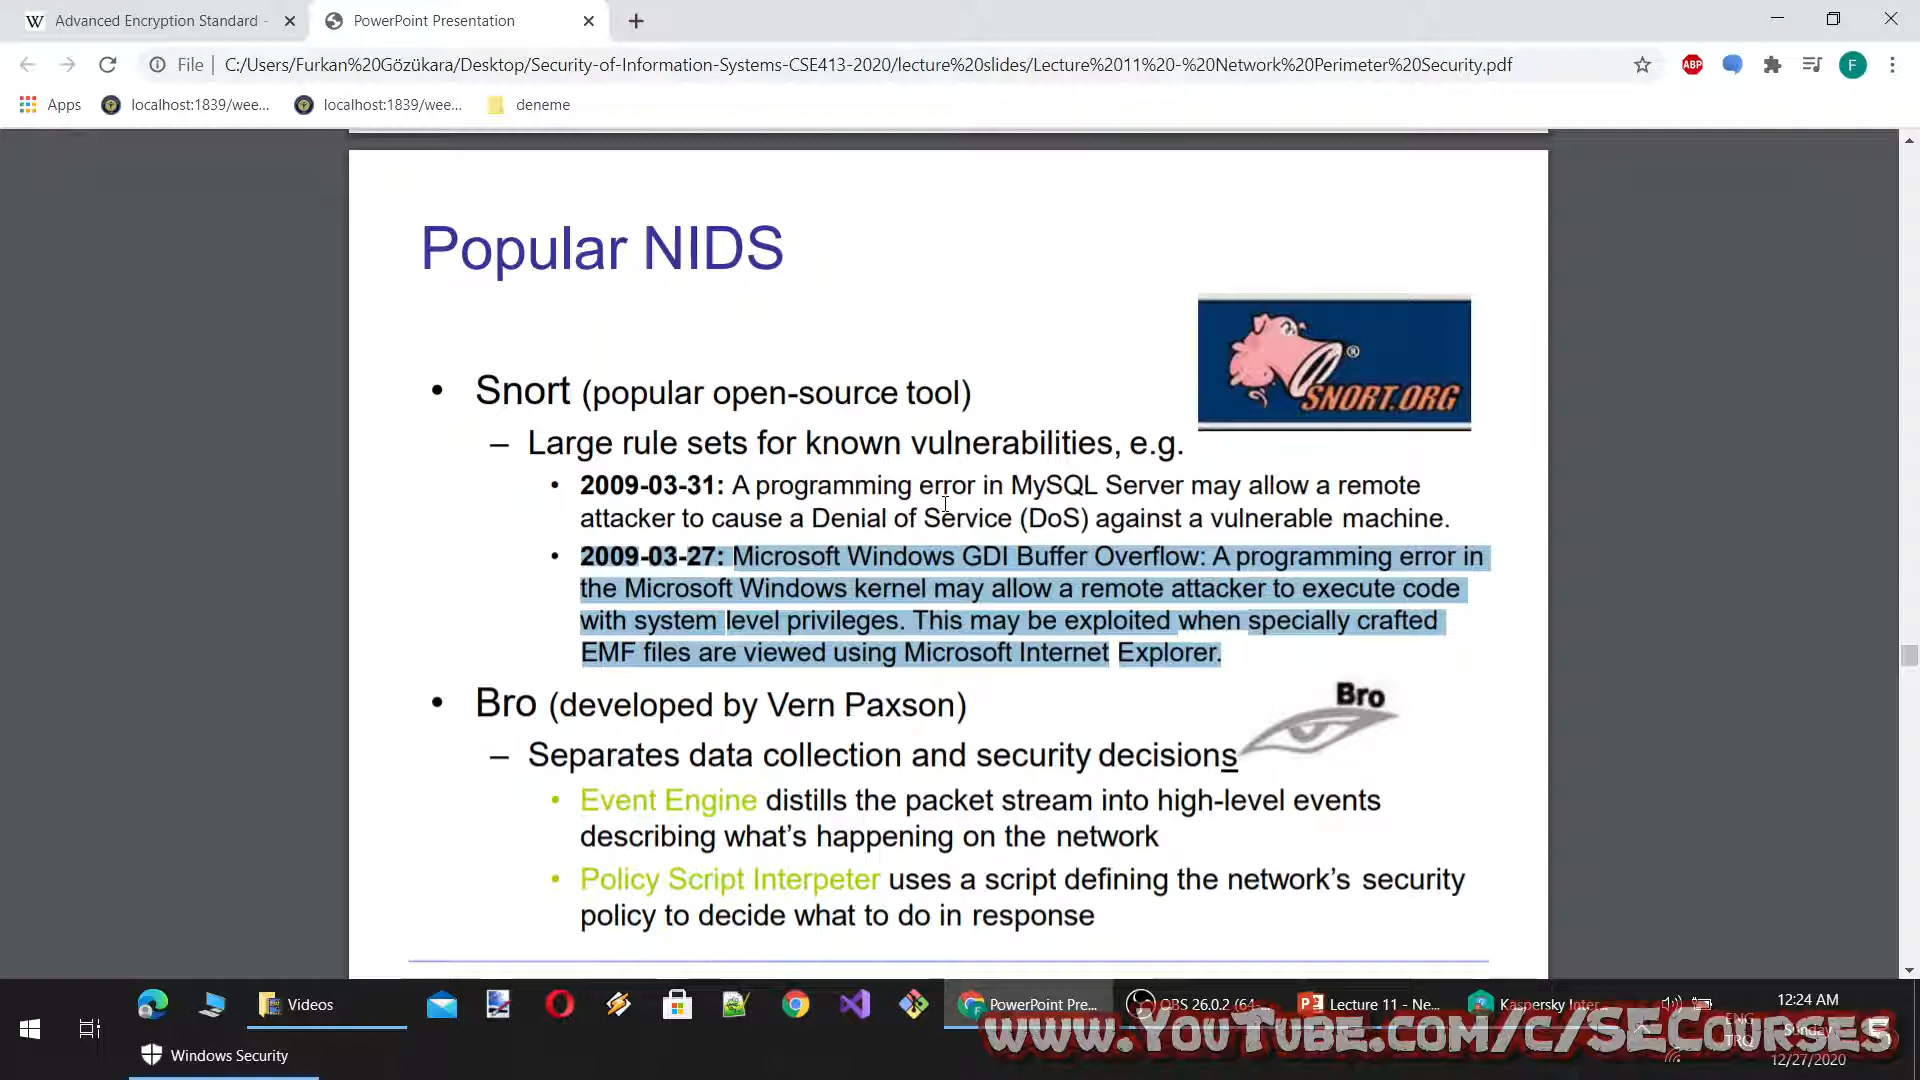 W Advanced Encryption Standard -
PowerPoint Presentation
File | C:/Users/Furkan%20Gözükara/Desktop/Security-of-Information-Systems-CSE413-2020/lecture%20slides/Lecture%2011%20-%20Network%20Perimeter%20Security.pdf
ABP
F
Apps localhost:1839/wee... localhost:1839/wee... deneme
Popular NIDS
SNORT.ORG
• Snort (popular open-source tool)
– Large rule sets for known vulnerabilities, e.g.
• 2009-03-31: A programming error in MySQL Server may allow a remote
attacker to cause a Denial of Service (DoS) against a vulnerable machine.
• 2009-03-27: Microsoft Windows GDI Buffer Overflow: A programming error in
the Microsoft Windows kernel may allow a remote attacker to execute code
with system level privileges. This may be exploited when specially crafted
EMF files are viewed using Microsoft Internet Explorer.
Bro
• Bro (developed by Vern Paxson)
– Separates data collection and security decisions
• Event Engine distills the packet stream into high-level events
describing what's happening on the network
• Policy Script Interpeter uses a script defining the network's security
policy to decide what to do in response
Videos
PowerPoint Pre...
OBS 26.0.2 (64-...
Lecture 11 - Ne...
Kaspersky Inter...
12:24 AM
ENG
Sunday
TRQ
12/27/2020
5
www.YouTube.com/c/SECourses
Windows Security